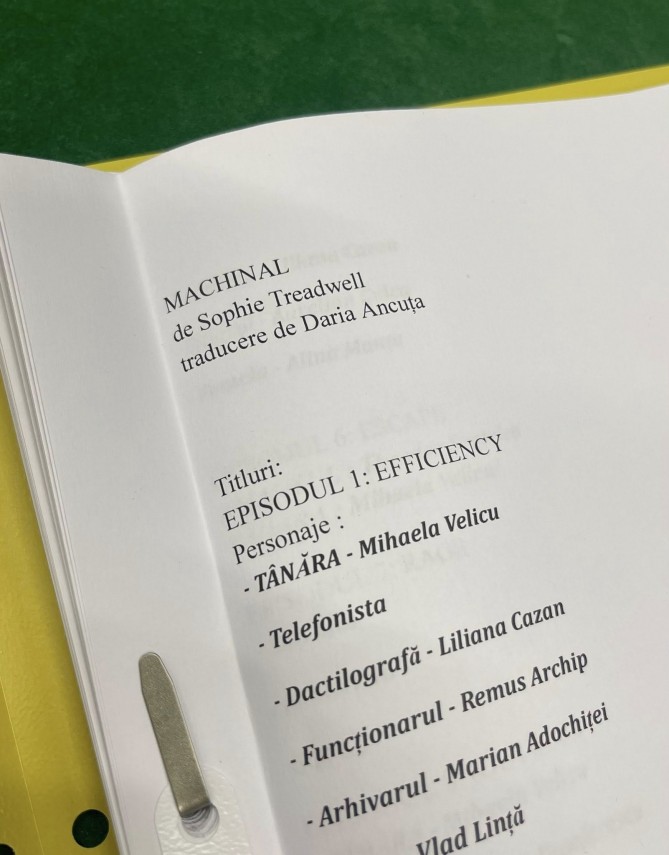 MACHINAL
de Sophie Treadwell
traducere de Daria Ancuța
Titluri:
EPISODUL 1: EFFICIENCY
Personaje :
- TÂNĂRA - Mihaela Velicu
- Telefonista
- Dactilografă - Liliana Cazan
- Funcționarul - Remus Archip
- Arhivarul - Marian Adochiței
Vlad Lință